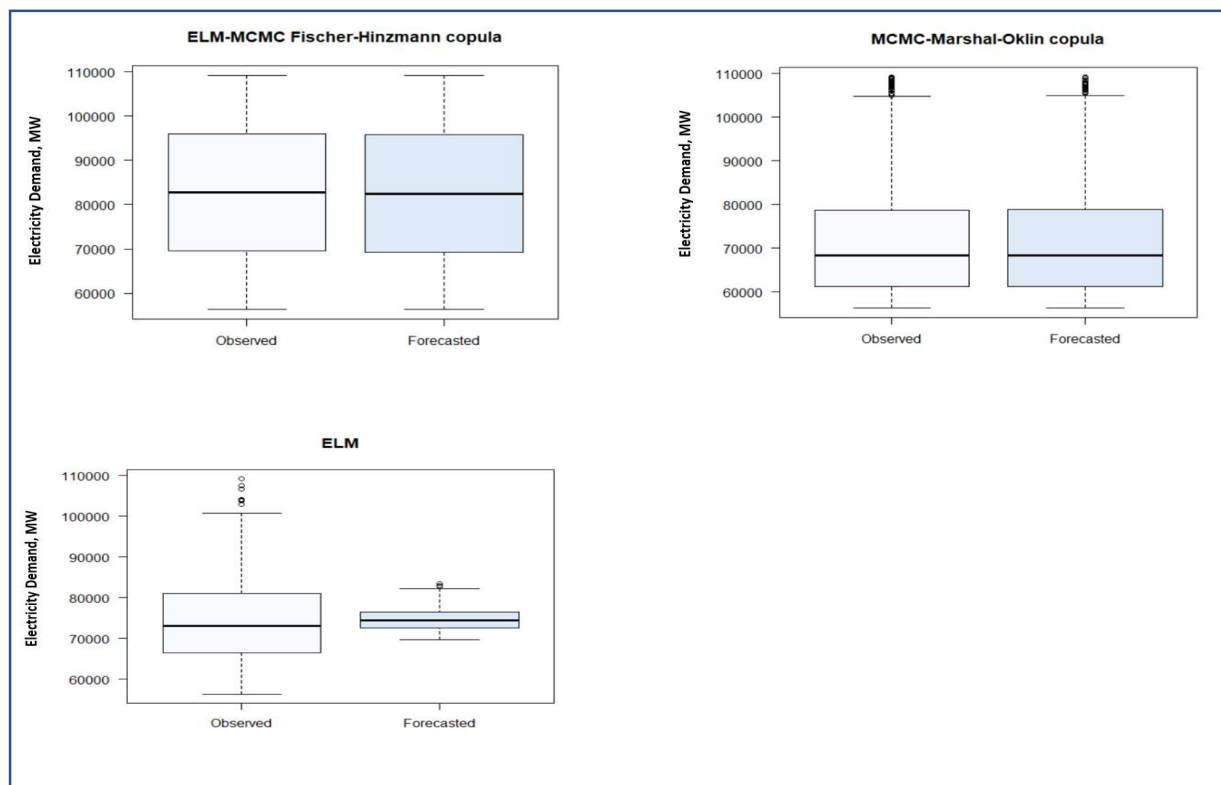 ELM-MCMC Fischer-Hinzmann copula
Electricity Demand, MW
110000
100000
90000
80000
70000
60000
Observed
Forecasted
MCMC-Marshal-Oklin copula
Electricity Demand, MW
110000
100000
90000
80000
70000
60000
Observed
Forecasted
ELM
Electricity Demand, MW
110000
100000
90000
80000
70000
60000
Observed
Forecasted